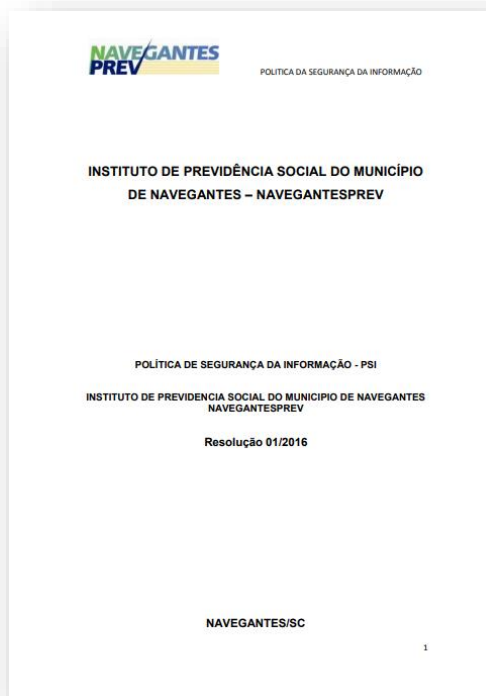 NAVEGANTES
PREV
POLITICA DA SEGURANÇA DA INFORMAÇÃO
INSTITUTO DE PREVIDÊNCIA SOCIAL DO MUNICÍPIO
DE NAVEGANTES – NAVEGANTESPREV
POLÍTICA DE SEGURANÇA DA INFORMAÇÃO - PSI
INSTITUTO DE PREVIDENCIA SOCIAL DO MUNICIPIO DE NAVEGANTES
NAVEGANTESPREV
Resolução 01/2016
NAVEGANTES/SC
1